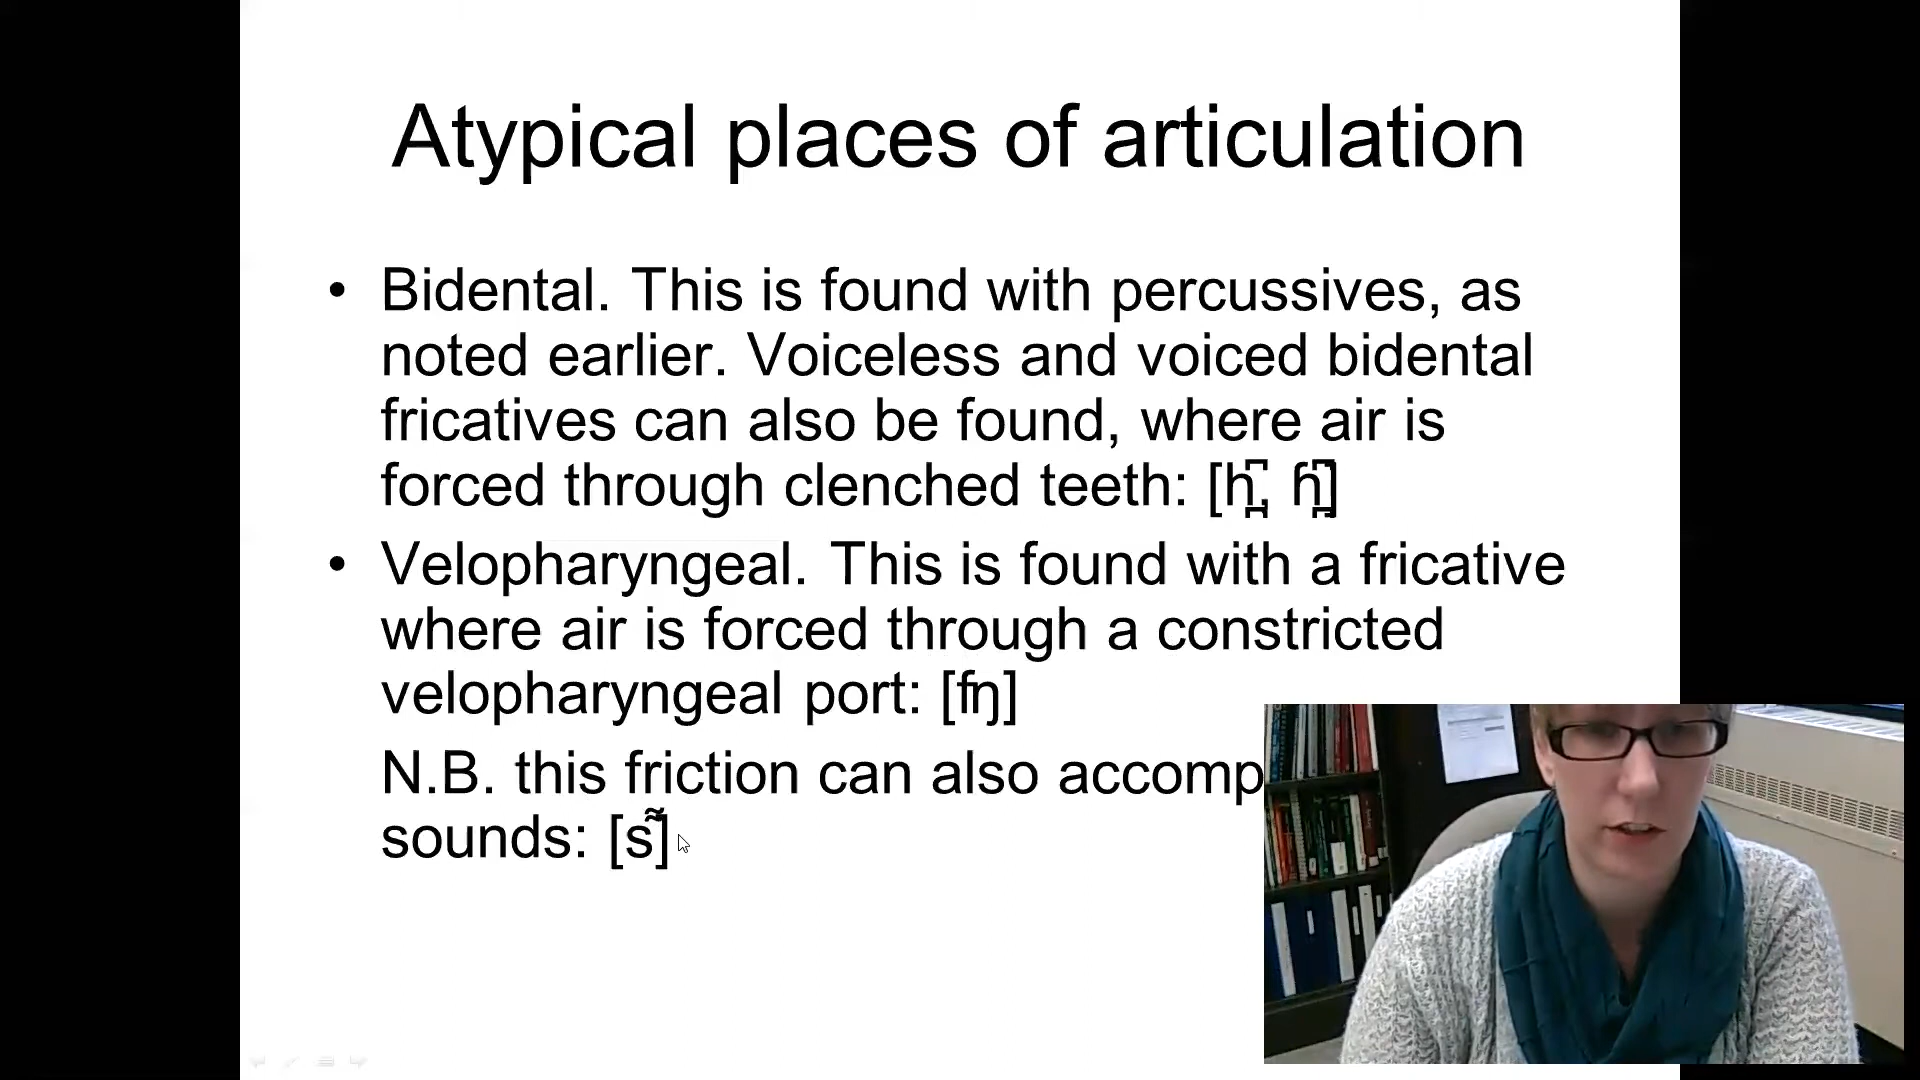 Atypical places of articulation
• Bidental. This is found with percussives, as
noted earlier. Voiceless and voiced bidental
fricatives can also be found, where air is
forced through clenched teeth: [h̪͆, ɦ̪͆]
• Velopharyngeal. This is found with a fricative
where air is forced through a constricted
velopharyngeal port: [ʩ]
N.B. this friction can also accomp
sounds: [s͌]